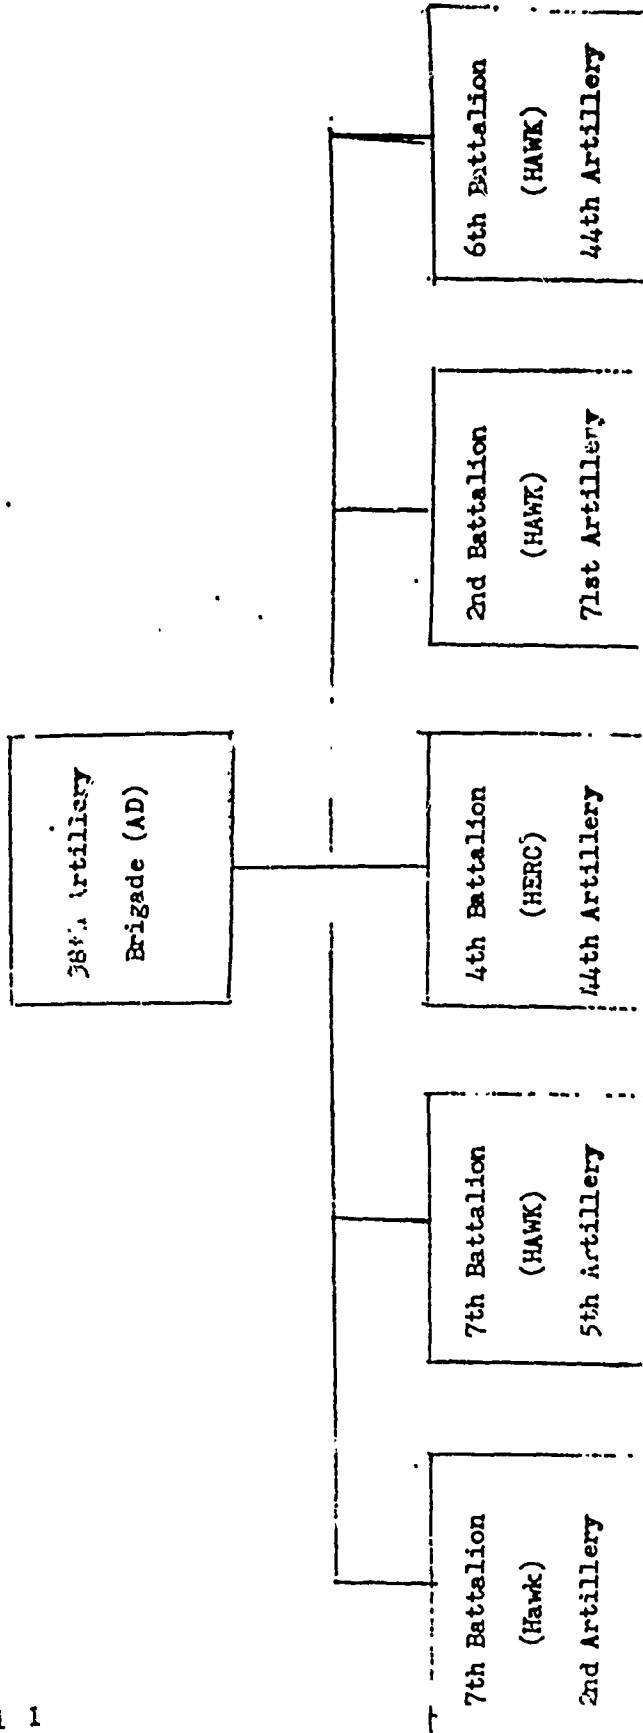 38th Artillery
Brigade (AD)
7th Battalion
(Hawk)
2nd Artillery
7th Battalion
(HAWK)
5th Artillery
4th Battalion
(HERC)
44th Artillery
2nd Battalion
(HAWK)
71st Artillery
6th Battalion
(HAWK)
44th Artillery